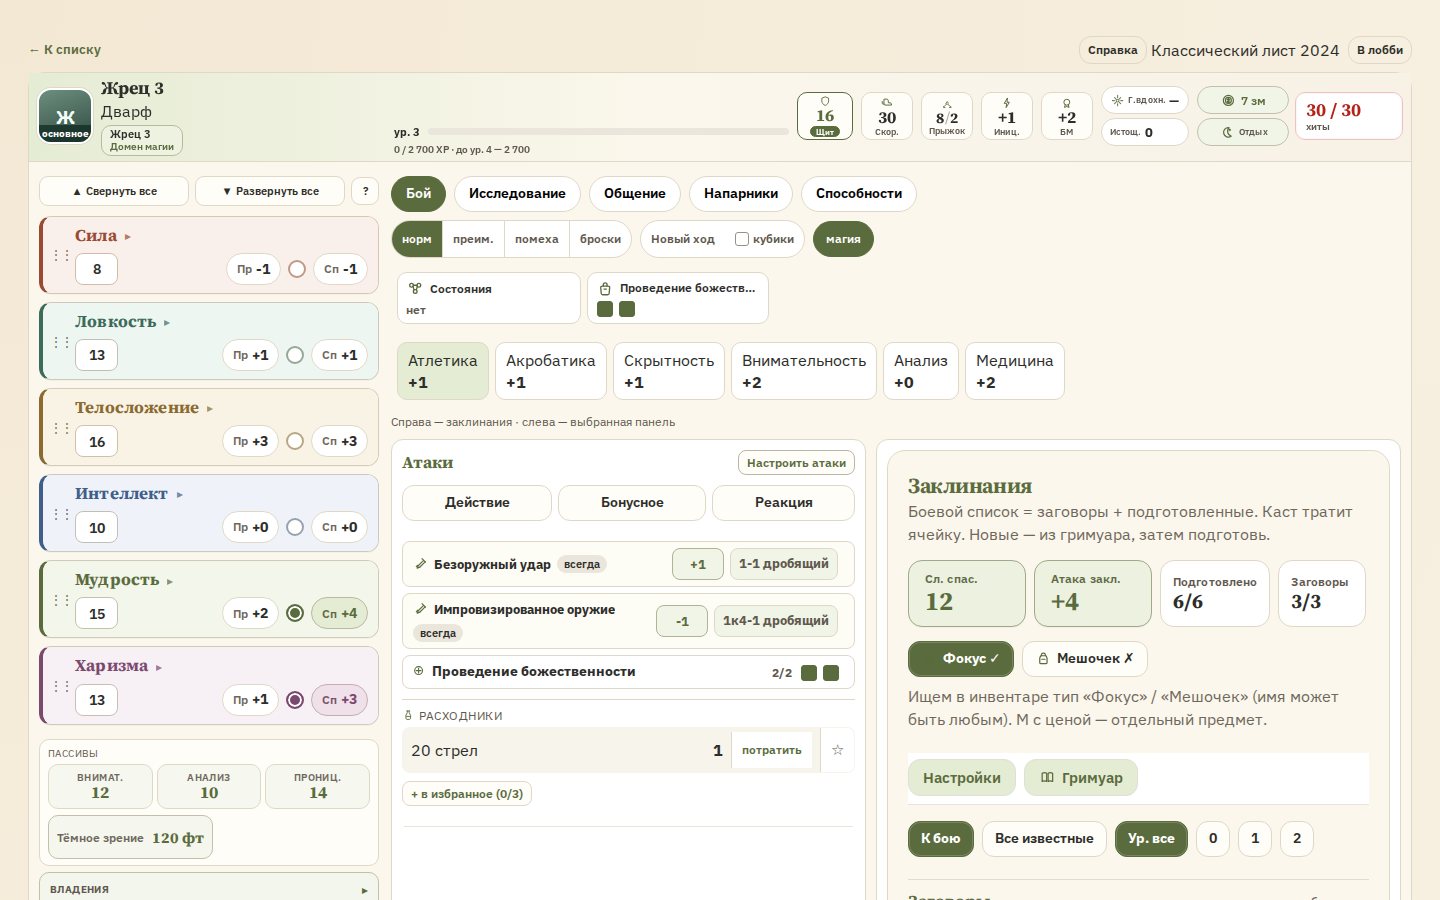 ← К списку
Справка Классический лист 2024 В лобби
Ж
основное
Жрец 3
Дварф
Жрец 3
Домен магии
ур. 3
0 / 2 700 XP · до ур. 4 — 2 700
16
Щит
30
Скор.
8/2
Прыжок
+1
Иниц.
+2
БМ
Г.вдохн. —
Истощ. 0
7 зм
Отдых
30 / 30
хиты
▲ Свернуть все ▼ Развернуть все ?
Сила ▸
8 Пр -1 Сп -1
Ловкость ▸
13 Пр +1 Сп +1
Телосложение ▸
16 Пр +3 Сп +3
Интеллект ▸
10 Пр +0 Сп +0
Мудрость ▸
15 Пр +2 Сп +4
Харизма ▸
13 Пр +1 Сп +3
ПАССИВЫ
ВНИМАТ. АНАЛИЗ ПРОНИЦ.
12 10 14
Тёмное зрение 120 фт
ВЛАДЕНИЯ ▸
Бой Исследование Общение Напарники Способности
норм преим. помеха броски Новый ход кубики магия
Состояния
нет
Проведение божеств...
Атлетика
+1
Акробатика
+1
Скрытность
+1
Внимательность
+2
Анализ
+0
Медицина
+2
Справа — заклинания · слева — выбранная панель
Атаки Настроить атаки
Действие Бонусное Реакция
Безоружный удар всегда +1 1-1 дробящий
Импровизированное оружие
всегда
-1 1к4-1 дробящий
Проведение божественности 2/2
РАСХОДНИКИ
20 стрел 1 потратить ☆
+ в избранное (0/3)
Заклинания
Боевой список = заговоры + подготовленные. Каст тратит
ячейку. Новые — из гримуара, затем подготовь.
Сл. спас.
12
Атака закл.
+4
Подготовлено
6/6
Заговоры
3/3
Фокус ✓ Мешочек ✗
Ищем в инвентаре тип «Фокус» / «Мешочек» (имя может
быть любым). М с ценой — отдельный предмет.
Настройки Гримуар
К бою Все известные Ур. все 0 1 2